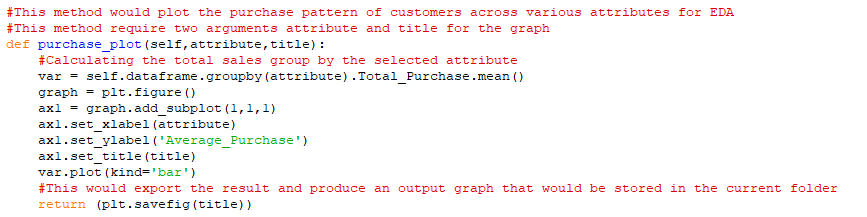 #This method would plot the purchase pattern of customers across various attributes for EDA
#This method require two arguments attribute and title for the graph
def purchase_plot(self,attribute,title):
    #Calculating the total sales group by the selected attribute
    var = self.dataframe.groupby(attribute).Total_Purchase.mean()
    graph = plt.figure()
    ax1 = graph.add_subplot(1,1,1)
    ax1.set_xlabel(attribute)
    ax1.set_ylabel('Average_Purchase')
    ax1.set_title(title)
    var.plot(kind='bar')
    #This would export the result and produce an output graph that would be stored in the current folder
    return (plt.savefig(title))